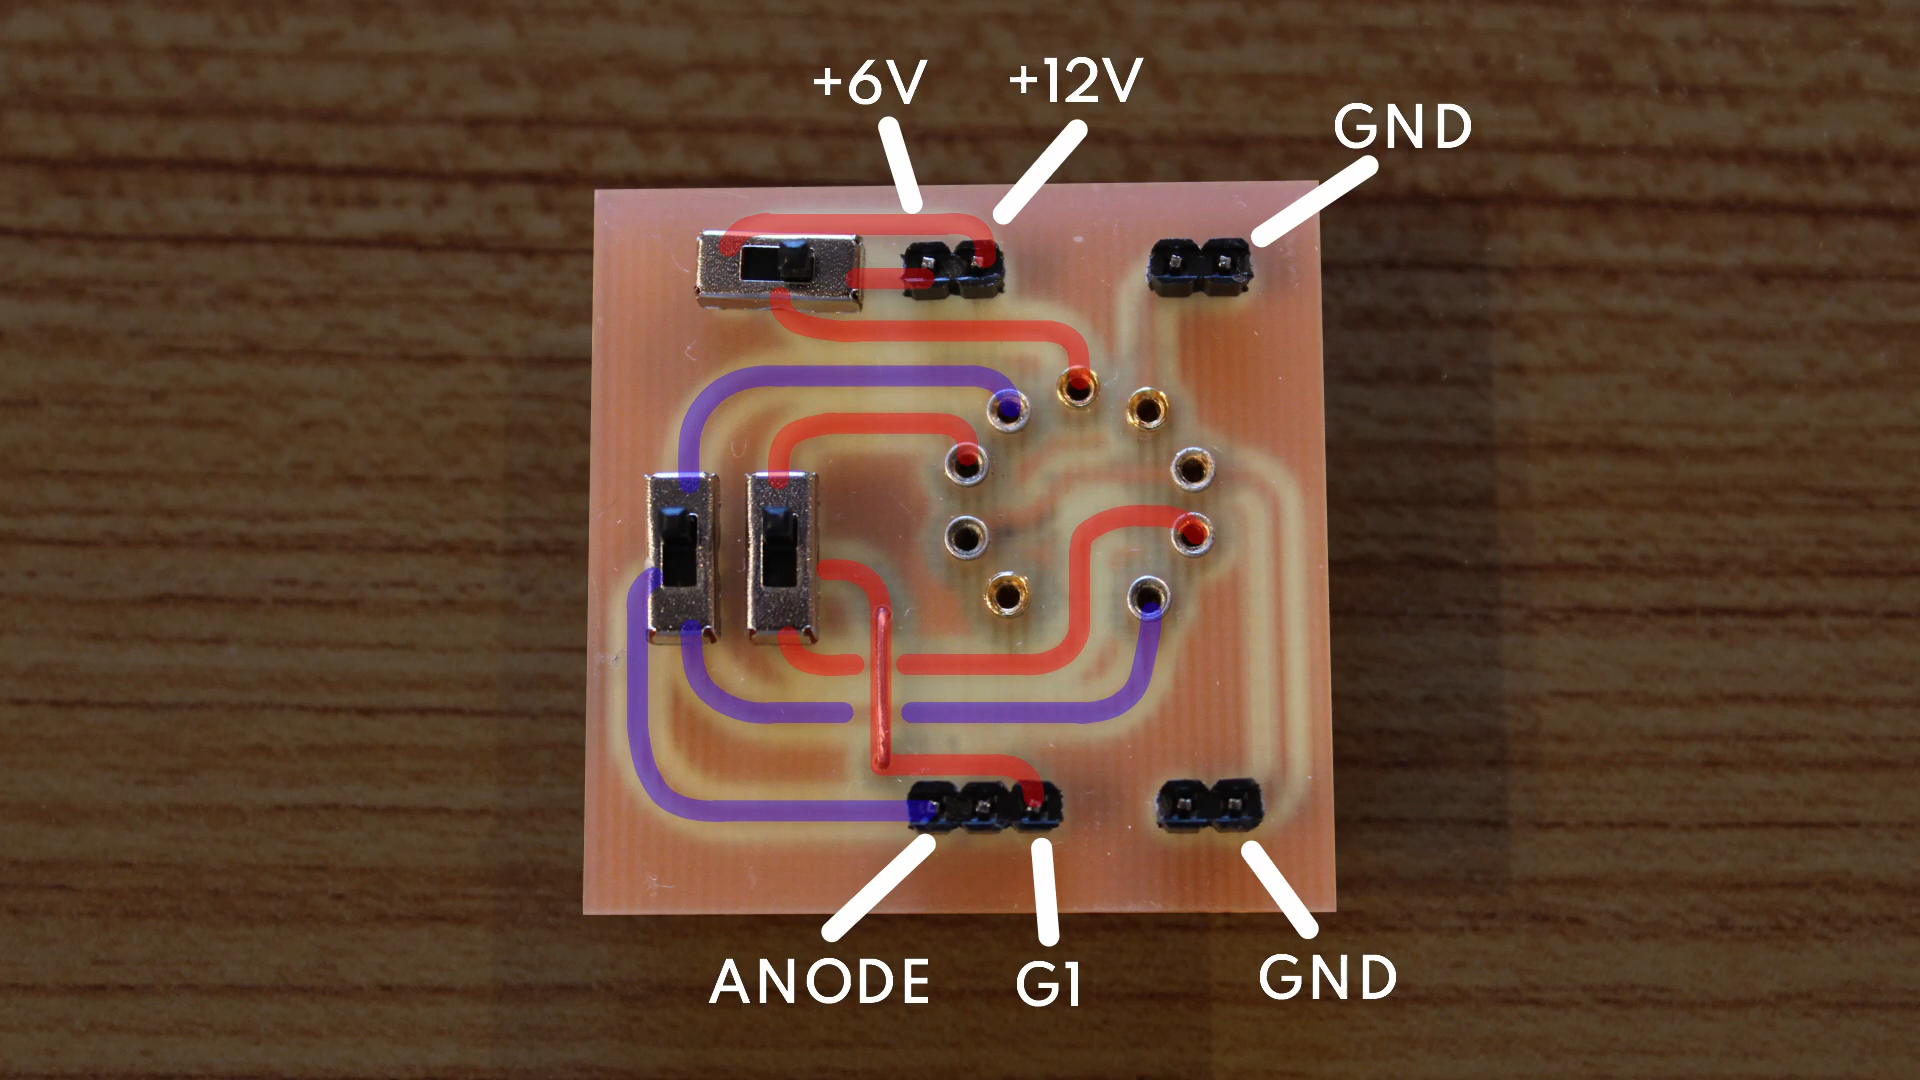 +6V
+12V
GND
ANODE
G1
GND